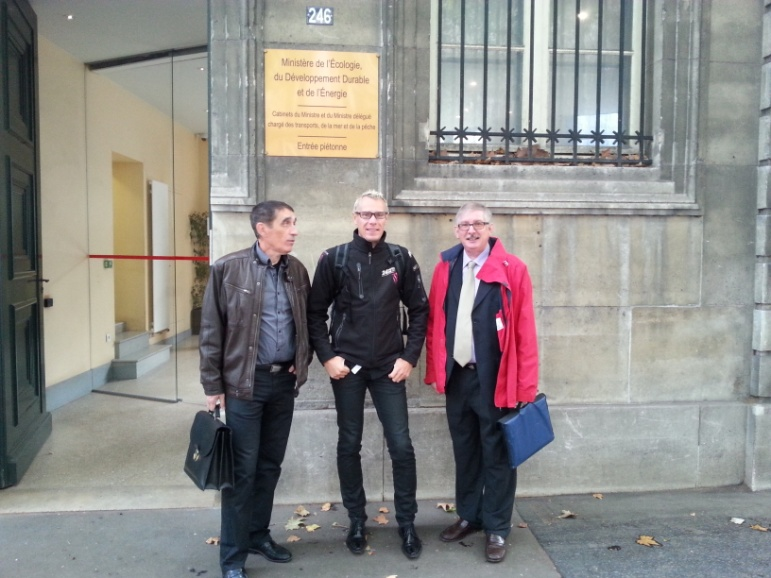 246
Ministère de l'Écologie,
du Développement Durable
et de l'Énergie
Cabinets du Ministre et du Ministre délégué
chargé des transports, de la mer et de la pêche
Entrée piétonne